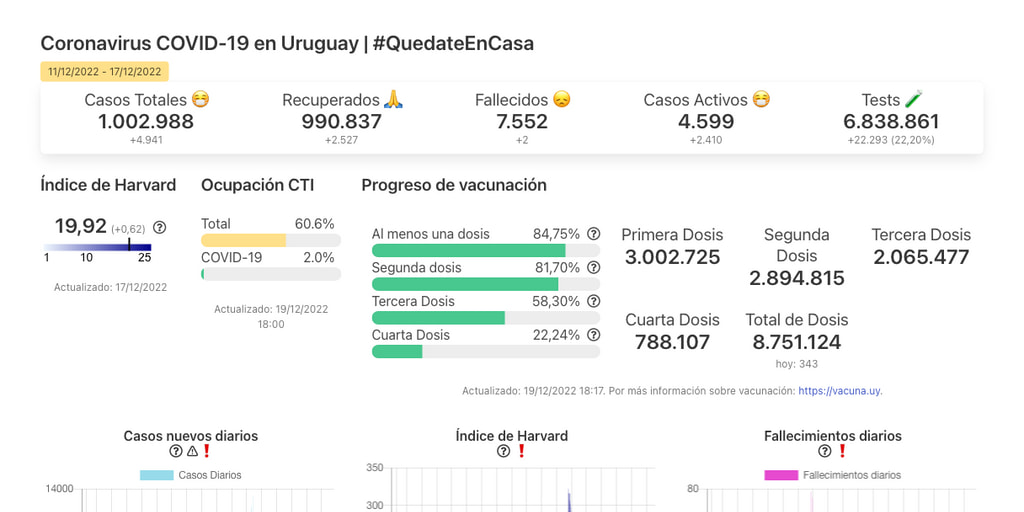 Coronavirus COVID-19 en Uruguay | #QuedateEnCasa
11/12/2022 - 17/12/2022
Casos Totales 😷
1.002.988
+4.941
Recuperados 🙏
990.837
+2.527
Fallecidos 😞
7.552
+2
Casos Activos 😷
4.599
+2.410
Tests 🧪
6.838.861
+22.293 (22,20%)
Índice de Harvard
19,92 (+0,62) ?
1 10 25
Actualizado: 17/12/2022
Ocupación CTI
Total 60.6%
COVID-19 2.0%
Actualizado: 19/12/2022
18:00
Progreso de vacunación
Al menos una dosis 84,75% ?
Segunda dosis 81,70% ?
Tercera Dosis 58,30% ?
Cuarta Dosis 22,24% ?
Primera Dosis
3.002.725
Segunda
Dosis
2.894.815
Tercera Dosis
2.065.477
Cuarta Dosis
788.107
Total de Dosis
8.751.124
hoy: 343
Actualizado: 19/12/2022 18:17. Por más información sobre vacunación: https://vacuna.uy.
Casos nuevos diarios
? ⚠ ❗
Casos Diarios
14000
Índice de Harvard
? ❗
350
300
Fallecimientos diarios
? ❗
Fallecimientos diarios
80